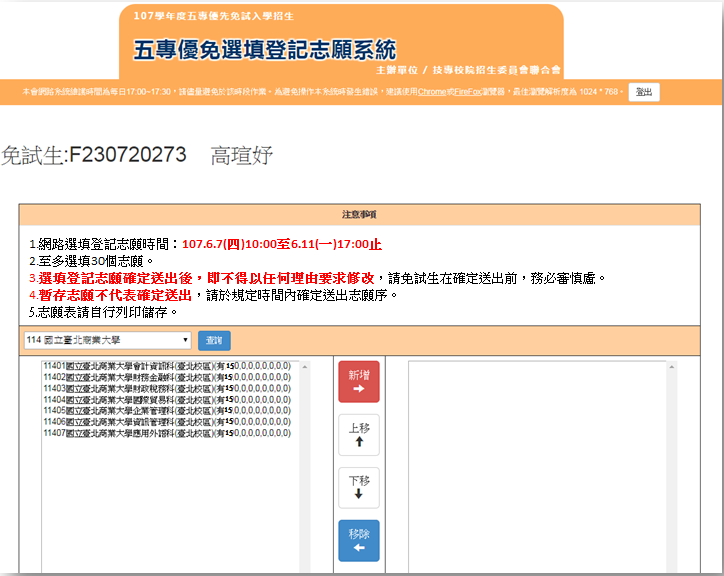 107學年度五專優先免試入學招生
五專優免選填登記志願系統
主辦單位 / 技專校院招生委員會聯合會
本會網路系統維護時間為每日17:00~17:30，請儘量避免於該時段作業。為避免操作本系統時發生錯誤，建議使用Chrome或FireFox瀏覽器，最佳瀏覽解析度為 1024 * 768。 登出
免試生:F230720273 高瑄妤
注意事項
1.網路選填登記志願時間：107.6.7(四)10:00至6.11(一)17:00止
2.至多選填30個志願。
3.選填登記志願確定送出後，即不得以任何理由要求修改，請免試生在確定送出前，務必審慎慮。
4.暫存志願不代表確定送出，請於規定時間內確定送出志願序。
5.志願表請自行列印儲存。
114 國立臺北商業大學 查詢
11401國立臺北商業大學會計資訊科(臺北校區)(有150,0,0,0,0,0,0,0)
11402國立臺北商業大學財務金融科(臺北校區)(有150,0,0,0,0,0,0,0)
11403國立臺北商業大學財政稅務科(臺北校區)(有150,0,0,0,0,0,0,0)
11404國立臺北商業大學國際貿易科(臺北校區)(有150,0,0,0,0,0,0,0)
11405國立臺北商業大學企業管理科(臺北校區)(有150,0,0,0,0,0,0,0)
11406國立臺北商業大學資訊管理科(臺北校區)(有150,0,0,0,0,0,0,0)
11407國立臺北商業大學應用外語科(臺北校區)(有150,0,0,0,0,0,0,0)
新增
上移
下移
移除